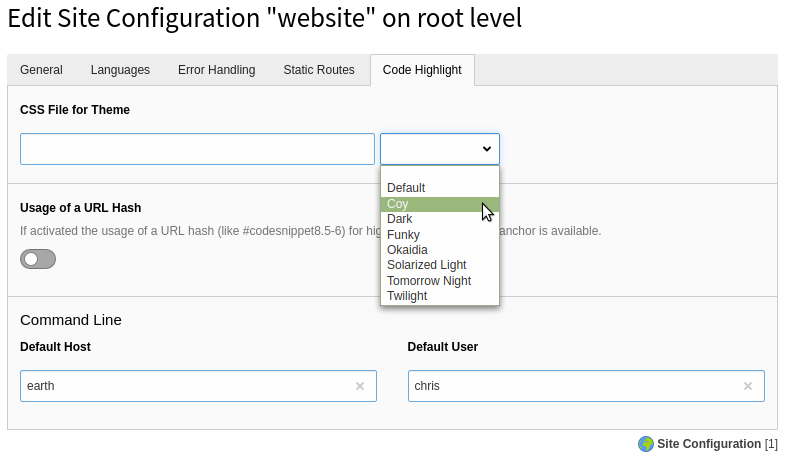 Edit Site Configuration "website" on root level
General Languages Error Handling Static Routes Code Highlight
CSS File for Theme
Default
Coy
Dark
Funky
Okaidia
Solarized Light
Tomorrow Night
Twilight
Usage of a URL Hash
If activated the usage of a URL hash (like #codesnippet8.5-6) for anchor is available.
Command Line
Default Host Default User
earth × chris ×
Site Configuration [1]